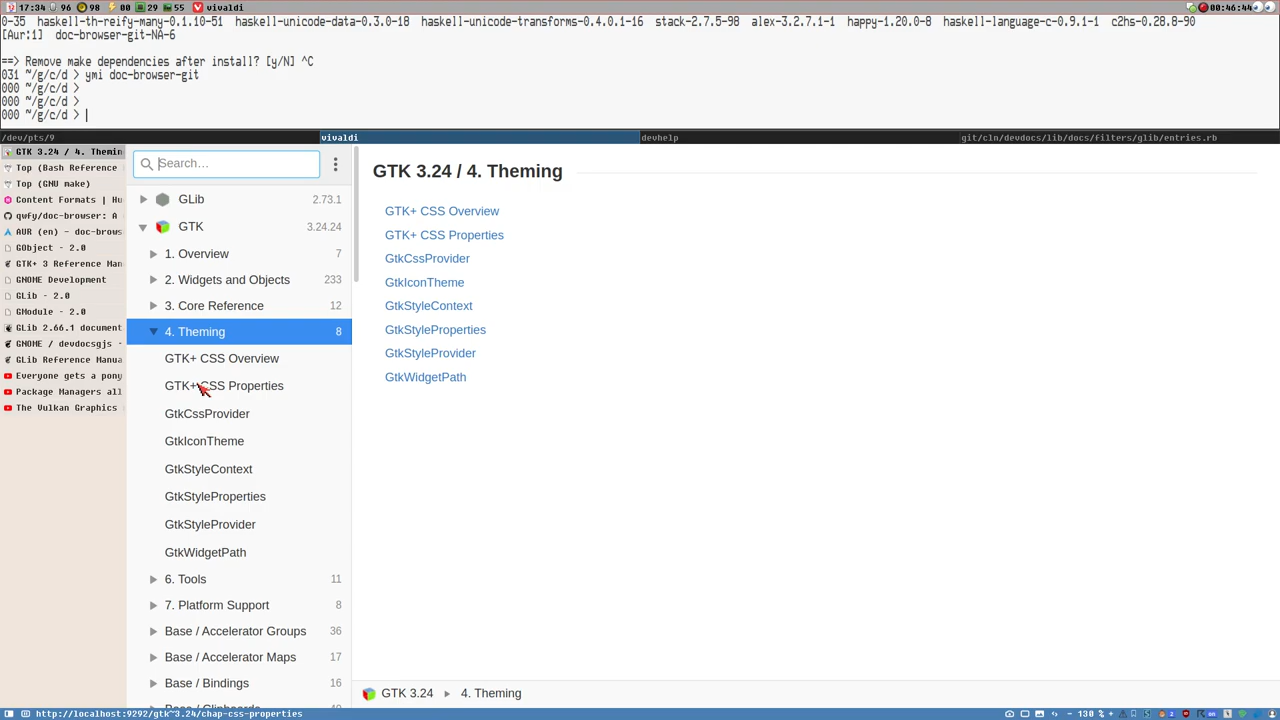 17:34 96 98 00 29 55 vivaldi 00:46:44
0-35 haskell-th-reify-many-0.1.10-51 haskell-unicode-data-0.3.0-18 haskell-unicode-transforms-0.4.0.1-16 stack-2.7.5-98 alex-3.2.7.1-1 happy-1.20.0-8 haskell-language-c-0.9.1-1 c2hs-0.28.8-90
[Aur:1] doc-browser-git-NA-6
==> Remove make dependencies after install? [y/N] ^C
031 ~/g/c/d > ymi doc-browser-git
000 ~/g/c/d >
000 ~/g/c/d >
000 ~/g/c/d >
/dev/pts/9 vivaldi devhelp git/cln/devdocs/lib/docs/filters/glib/entries.rb
GTK 3.24 / 4. Themin
Top (Bash Reference
Top (GNU make)
Content Formats | Hu
qwfy/doc-browser: A
AUR (en) - doc-brows
GObject - 2.0
GTK+ 3 Reference Man
GNOME Development
GLib - 2.0
GModule - 2.0
GLib 2.66.1 document
GNOME / devdocsgjs ·
GLib Reference Manua
Everyone gets a pony
Package Managers all
The Vulkan Graphics
Search…
GLib 2.73.1
GTK 3.24.24
1. Overview 7
2. Widgets and Objects 233
3. Core Reference 12
4. Theming 8
GTK+ CSS Overview
GTK+ CSS Properties
GtkCssProvider
GtkIconTheme
GtkStyleContext
GtkStyleProperties
GtkStyleProvider
GtkWidgetPath
6. Tools 11
7. Platform Support 8
Base / Accelerator Groups 36
Base / Accelerator Maps 17
Base / Bindings 16
Base / Clipboards
GTK 3.24 / 4. Theming
GTK+ CSS Overview
GTK+ CSS Properties
GtkCssProvider
GtkIconTheme
GtkStyleContext
GtkStyleProperties
GtkStyleProvider
GtkWidgetPath
GTK 3.24 4. Theming
http://localhost:9292/gtk~3.24/chap-css-properties
− 130 % + 2